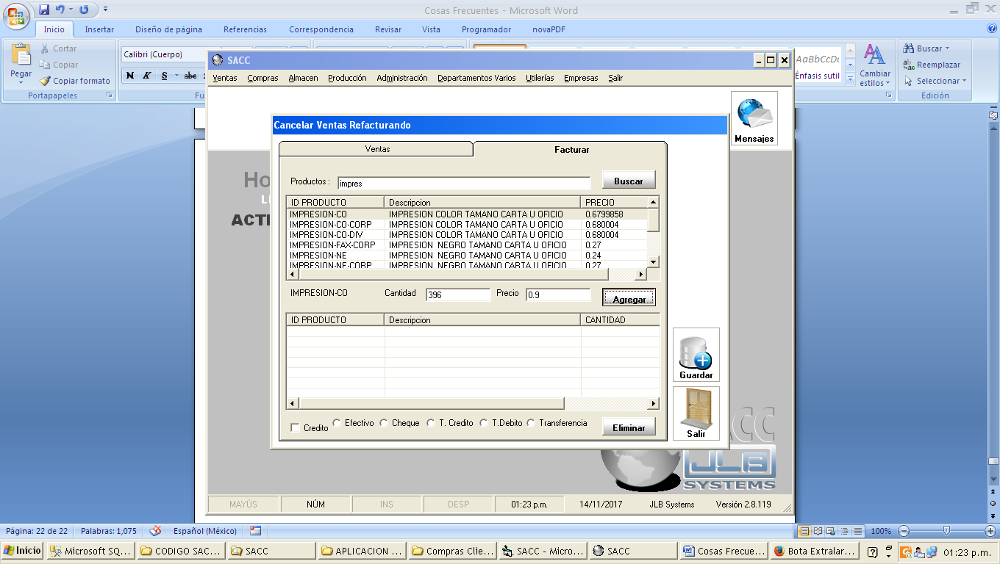 Cosas Frecuentes - Microsoft Word
Inicio Insertar Diseño de página Referencias Correspondencia Revisar Vista Programador novaPDF
Pegar
Cortar
Copiar
Copiar formato
Portapapeles
Calibri (Cuerpo)
N K S abc
Fu
AaBbCcDc
Énfasis sutil
Cambiar estilos
Buscar
Reemplazar
Seleccionar
Edición
SACC
Ventas Compras Almacen Producción Administración Departamentos Varios Utilerías Empresas Salir
Mensajes
Ho
LI
ACTI
Cancelar Ventas Refacturando
Ventas Facturar
Productos : impres Buscar
ID PRODUCTO Descripcion PRECIO
IMPRESION-CO IMPRESION COLOR TAMANO CARTA U OFICIO 0.6799858
IMPRESION-CO-CORP IMPRESION COLOR TAMANO CARTA U OFICIO 0.680004
IMPRESION-CO-DIV IMPRESION COLOR TAMANO CARTA U OFICIO 0.680004
IMPRESION-FAX-CORP IMPRESION NEGRO TAMANO CARTA U OFICIO 0.27
IMPRESION-NE IMPRESION NEGRO TAMANO CARTA U OFICIO 0.24
IMPRESION-NE-CORP IMPRESION NEGRO TAMANO CARTA U OFICIO 0.27
IMPRESION-CO Cantidad 396 Precio 0.9 Agregar
ID PRODUCTO Descripcion CANTIDAD
Guardar
Salir
Credito Efectivo Cheque T. Credito T.Debito Transferencia Eliminar
CC
JLB
SYSTEMS
MAYÚS NÚM INS DESP 01:23 p.m. 14/11/2017 JLB Systems Versión 2.8.119
Página: 22 de 22 Palabras: 1,075 Español (México) 100%
Inicio Microsoft SQ... CODIGO SAC... SACC APLICACION ... Compras Clie... SACC - Micro... SACC Cosas Frecue... Bota Extralar... 01:23 p.m.